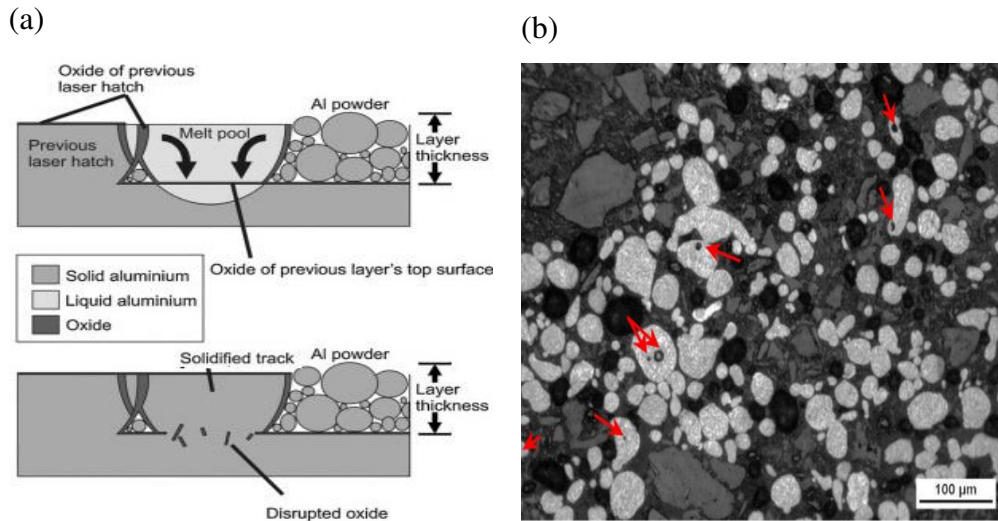 (a)
Oxide of previous
laser hatch
Al powder
Previous
laser hatch
Melt pool
Layer
thickness
Oxide of previous layer's top surface
Solid aluminium
Liquid aluminium
Oxide
Solidified track
Al powder
Layer
thickness
Disrupted oxide
(b)
100 µm